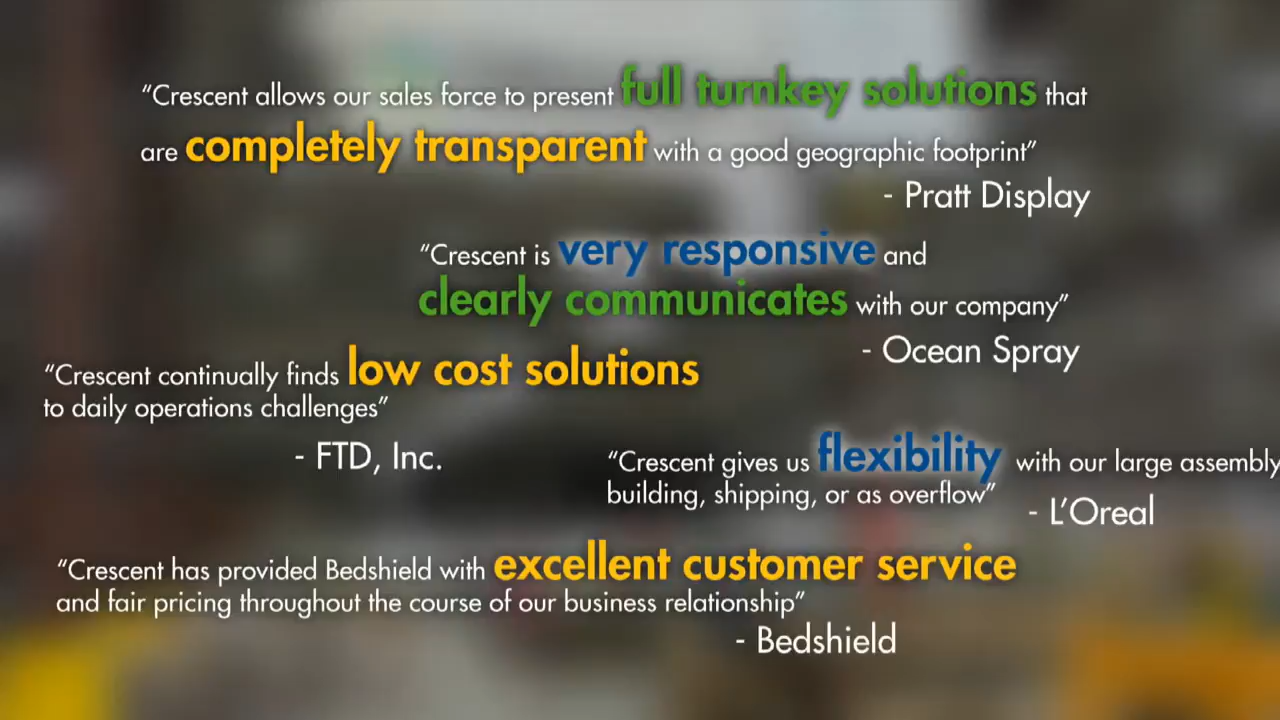 “Crescent allows our sales force to present full turnkey solutions that
are completely transparent with a good geographic footprint”
- Pratt Display
“Crescent is very responsive and
clearly communicates with our company”
- Ocean Spray
“Crescent continually finds low cost solutions
to daily operations challenges”
- FTD, Inc.
“Crescent gives us flexibility with our large assembly
building, shipping, or as overflow”
- L’Oreal
“Crescent has provided Bedshield with excellent customer service
and fair pricing throughout the course of our business relationship”
- Bedshield